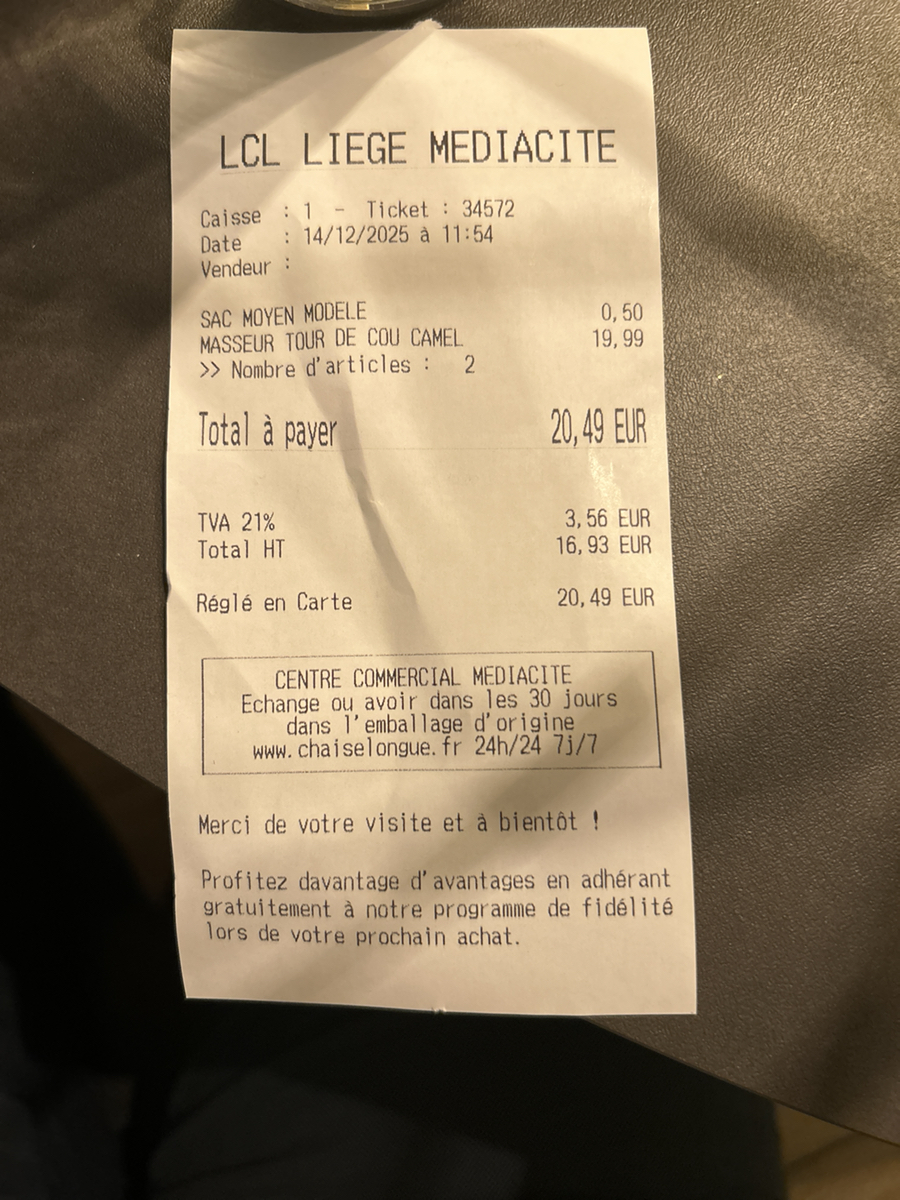 LCL LIEGE MEDIACITE
Caisse : 1 - Ticket : 34572
Date : 14/12/2025 à 11:54
Vendeur :
SAC MOYEN MODELE 0,50
MASSEUR TOUR DE COU CAMEL 19,99
>> Nombre d'articles : 2
Total à payer 20,49 EUR
TVA 21% 3,56 EUR
Total HT 16,93 EUR
Réglé en Carte 20,49 EUR
CENTRE COMMERCIAL MEDIACITE
Echange ou avoir dans les 30 jours
dans l'emballage d'origine
www.chaiselongue.fr 24h/24 7j/7
Merci de votre visite et à bientôt !
Profitez davantage d'avantages en adhérant
gratuitement à notre programme de fidélité
lors de votre prochain achat.